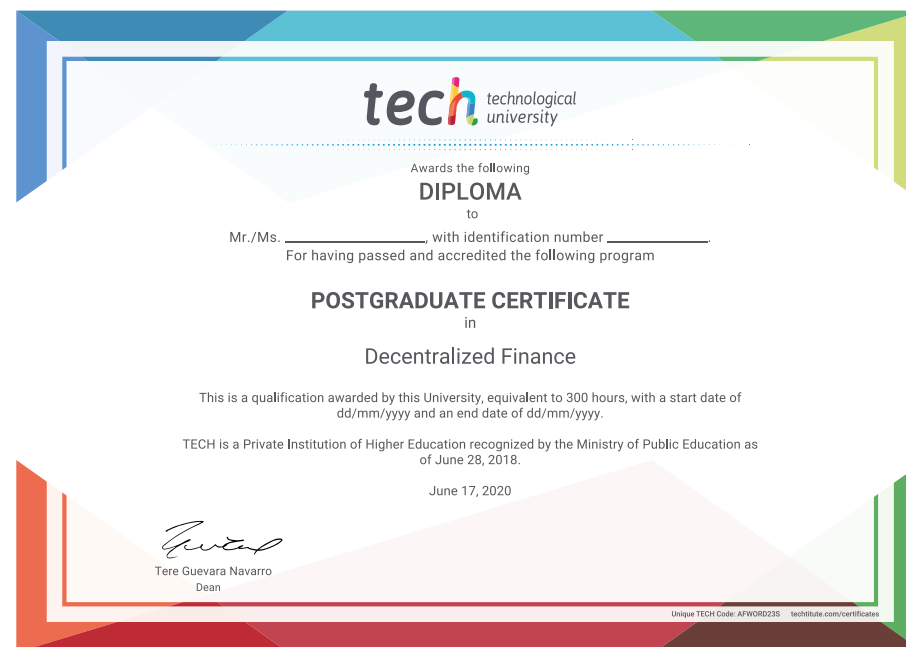 tech technological
university
Awards the following
DIPLOMA
to
Mr./Ms. ____________________, with identification number ______________.
For having passed and accredited the following program
POSTGRADUATE CERTIFICATE
in
Decentralized Finance
This is a qualification awarded by this University, equivalent to 300 hours, with a start date of
dd/mm/yyyy and an end date of dd/mm/yyyy.
TECH is a Private Institution of Higher Education recognized by the Ministry of Public Education as
of June 28, 2018.
June 17, 2020
Tere Guevara Navarro
Dean
Unique TECH Code: AFWORD23S techtitute.com/certificates